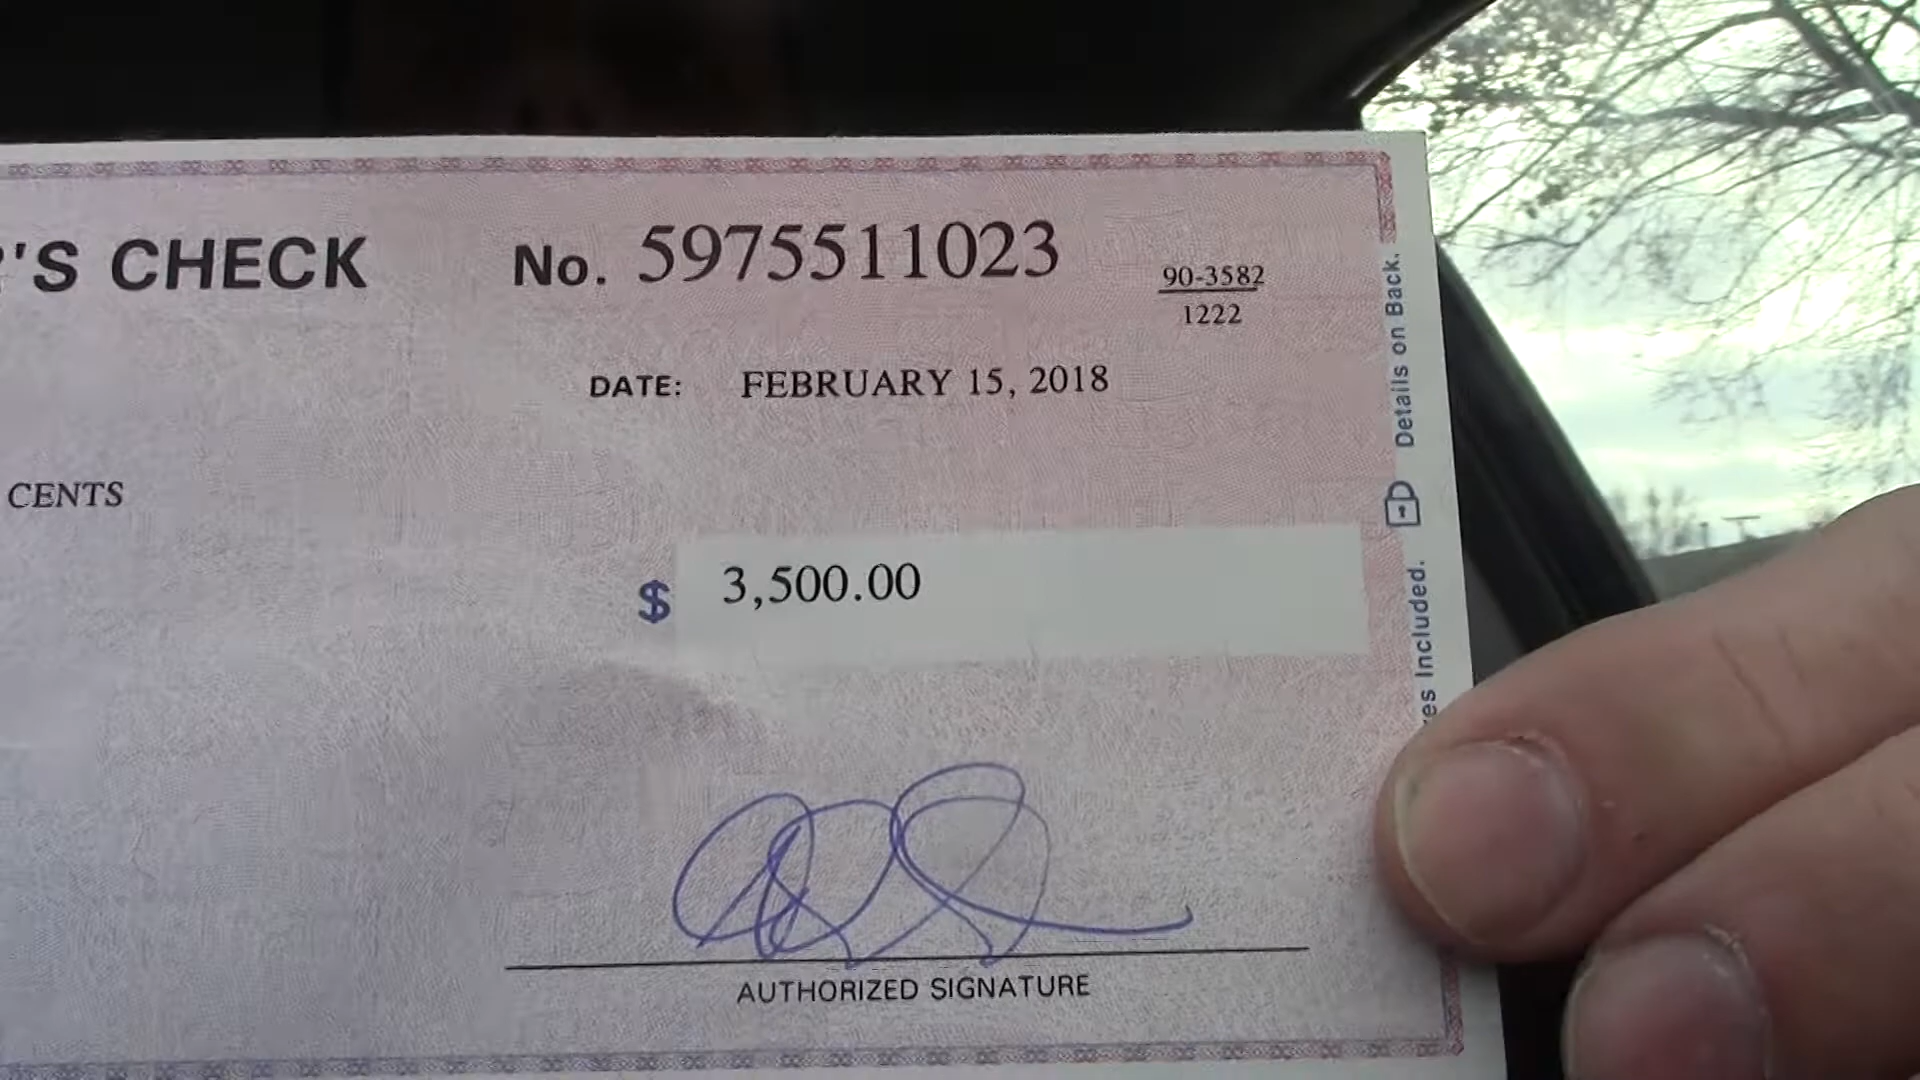 'S CHECK
No. 5975511023
90-3582
1222
DATE: FEBRUARY 15, 2018
CENTS
$ 3,500.00
AUTHORIZED SIGNATURE
Included. Details on Back.